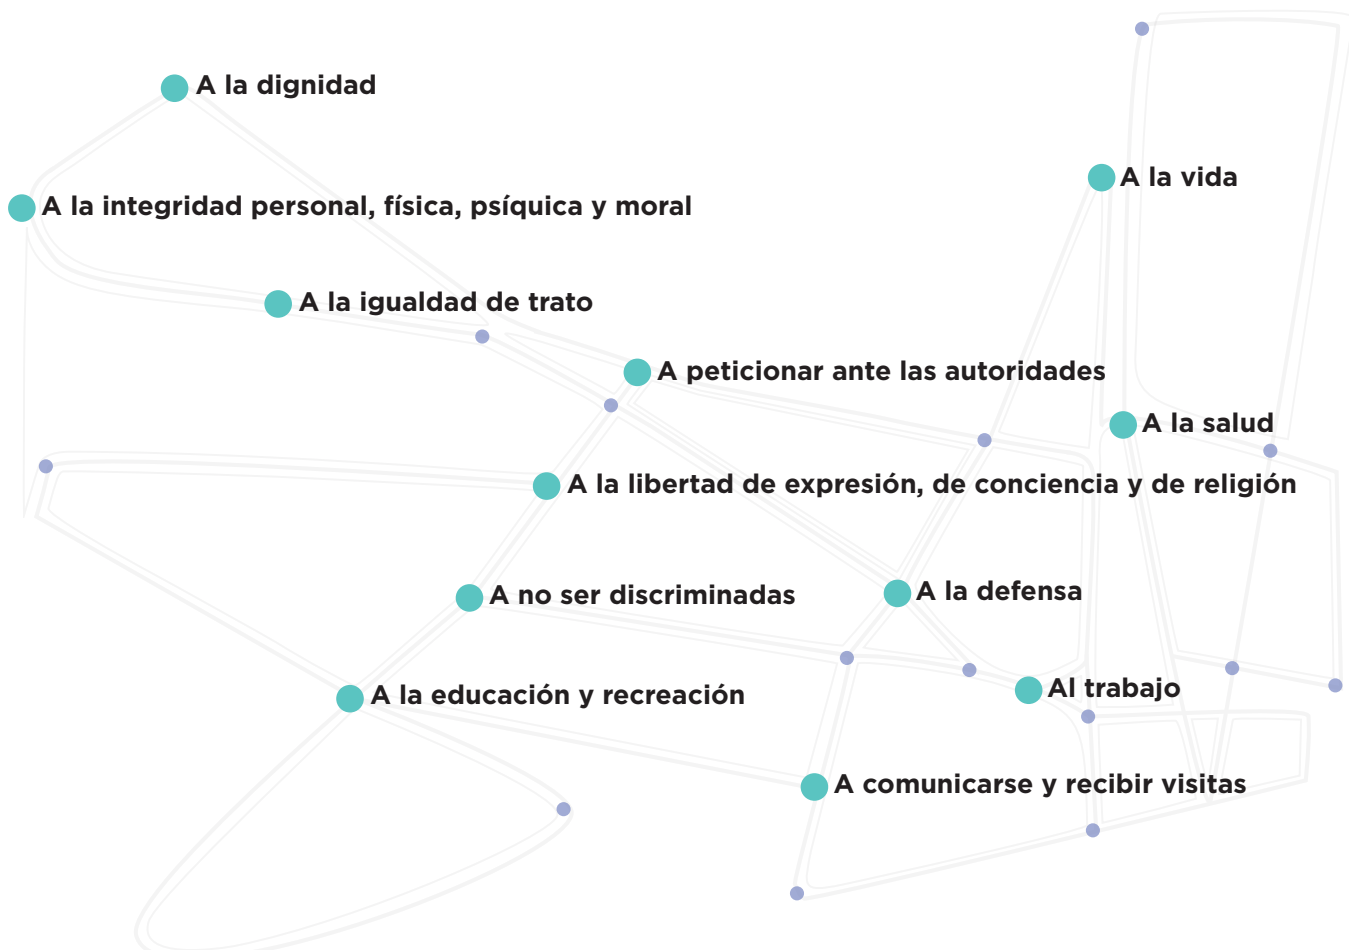 A la dignidad
A la vida
A la integridad personal, física, psíquica y moral
A la igualdad de trato
A peticionar ante las autoridades
A la salud
A la libertad de expresión, de conciencia y de religión
A no ser discriminadas
A la defensa
A la educación y recreación
Al trabajo
A comunicarse y recibir visitas